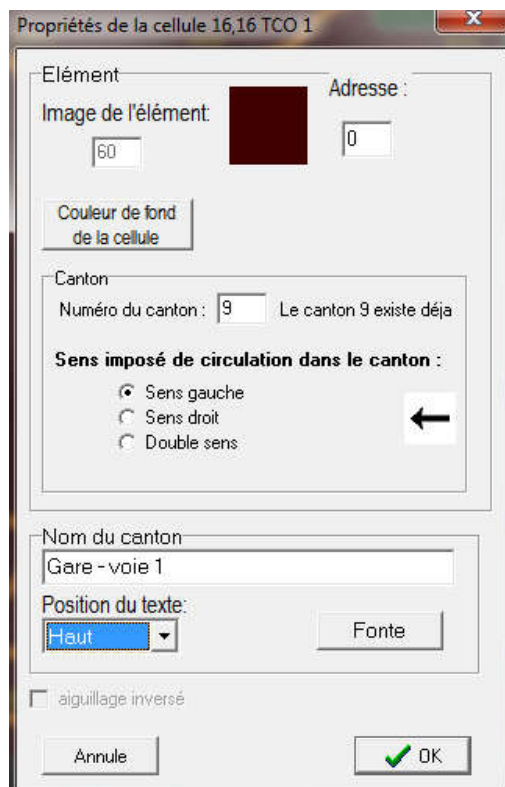 Propriétés de la cellule 16,16 TCO 1
Elément
Image de l'élément:
Adresse :
60
0
Couleur de fond
de la cellule
Canton
Numéro du canton : 9 Le canton 9 existe déja
Sens imposé de circulation dans le canton :
Sens gauche
Sens droit
Double sens
Nom du canton
Gare - voie 1
Position du texte:
Haut
Fonte
aiguillage inversé
Annule
OK